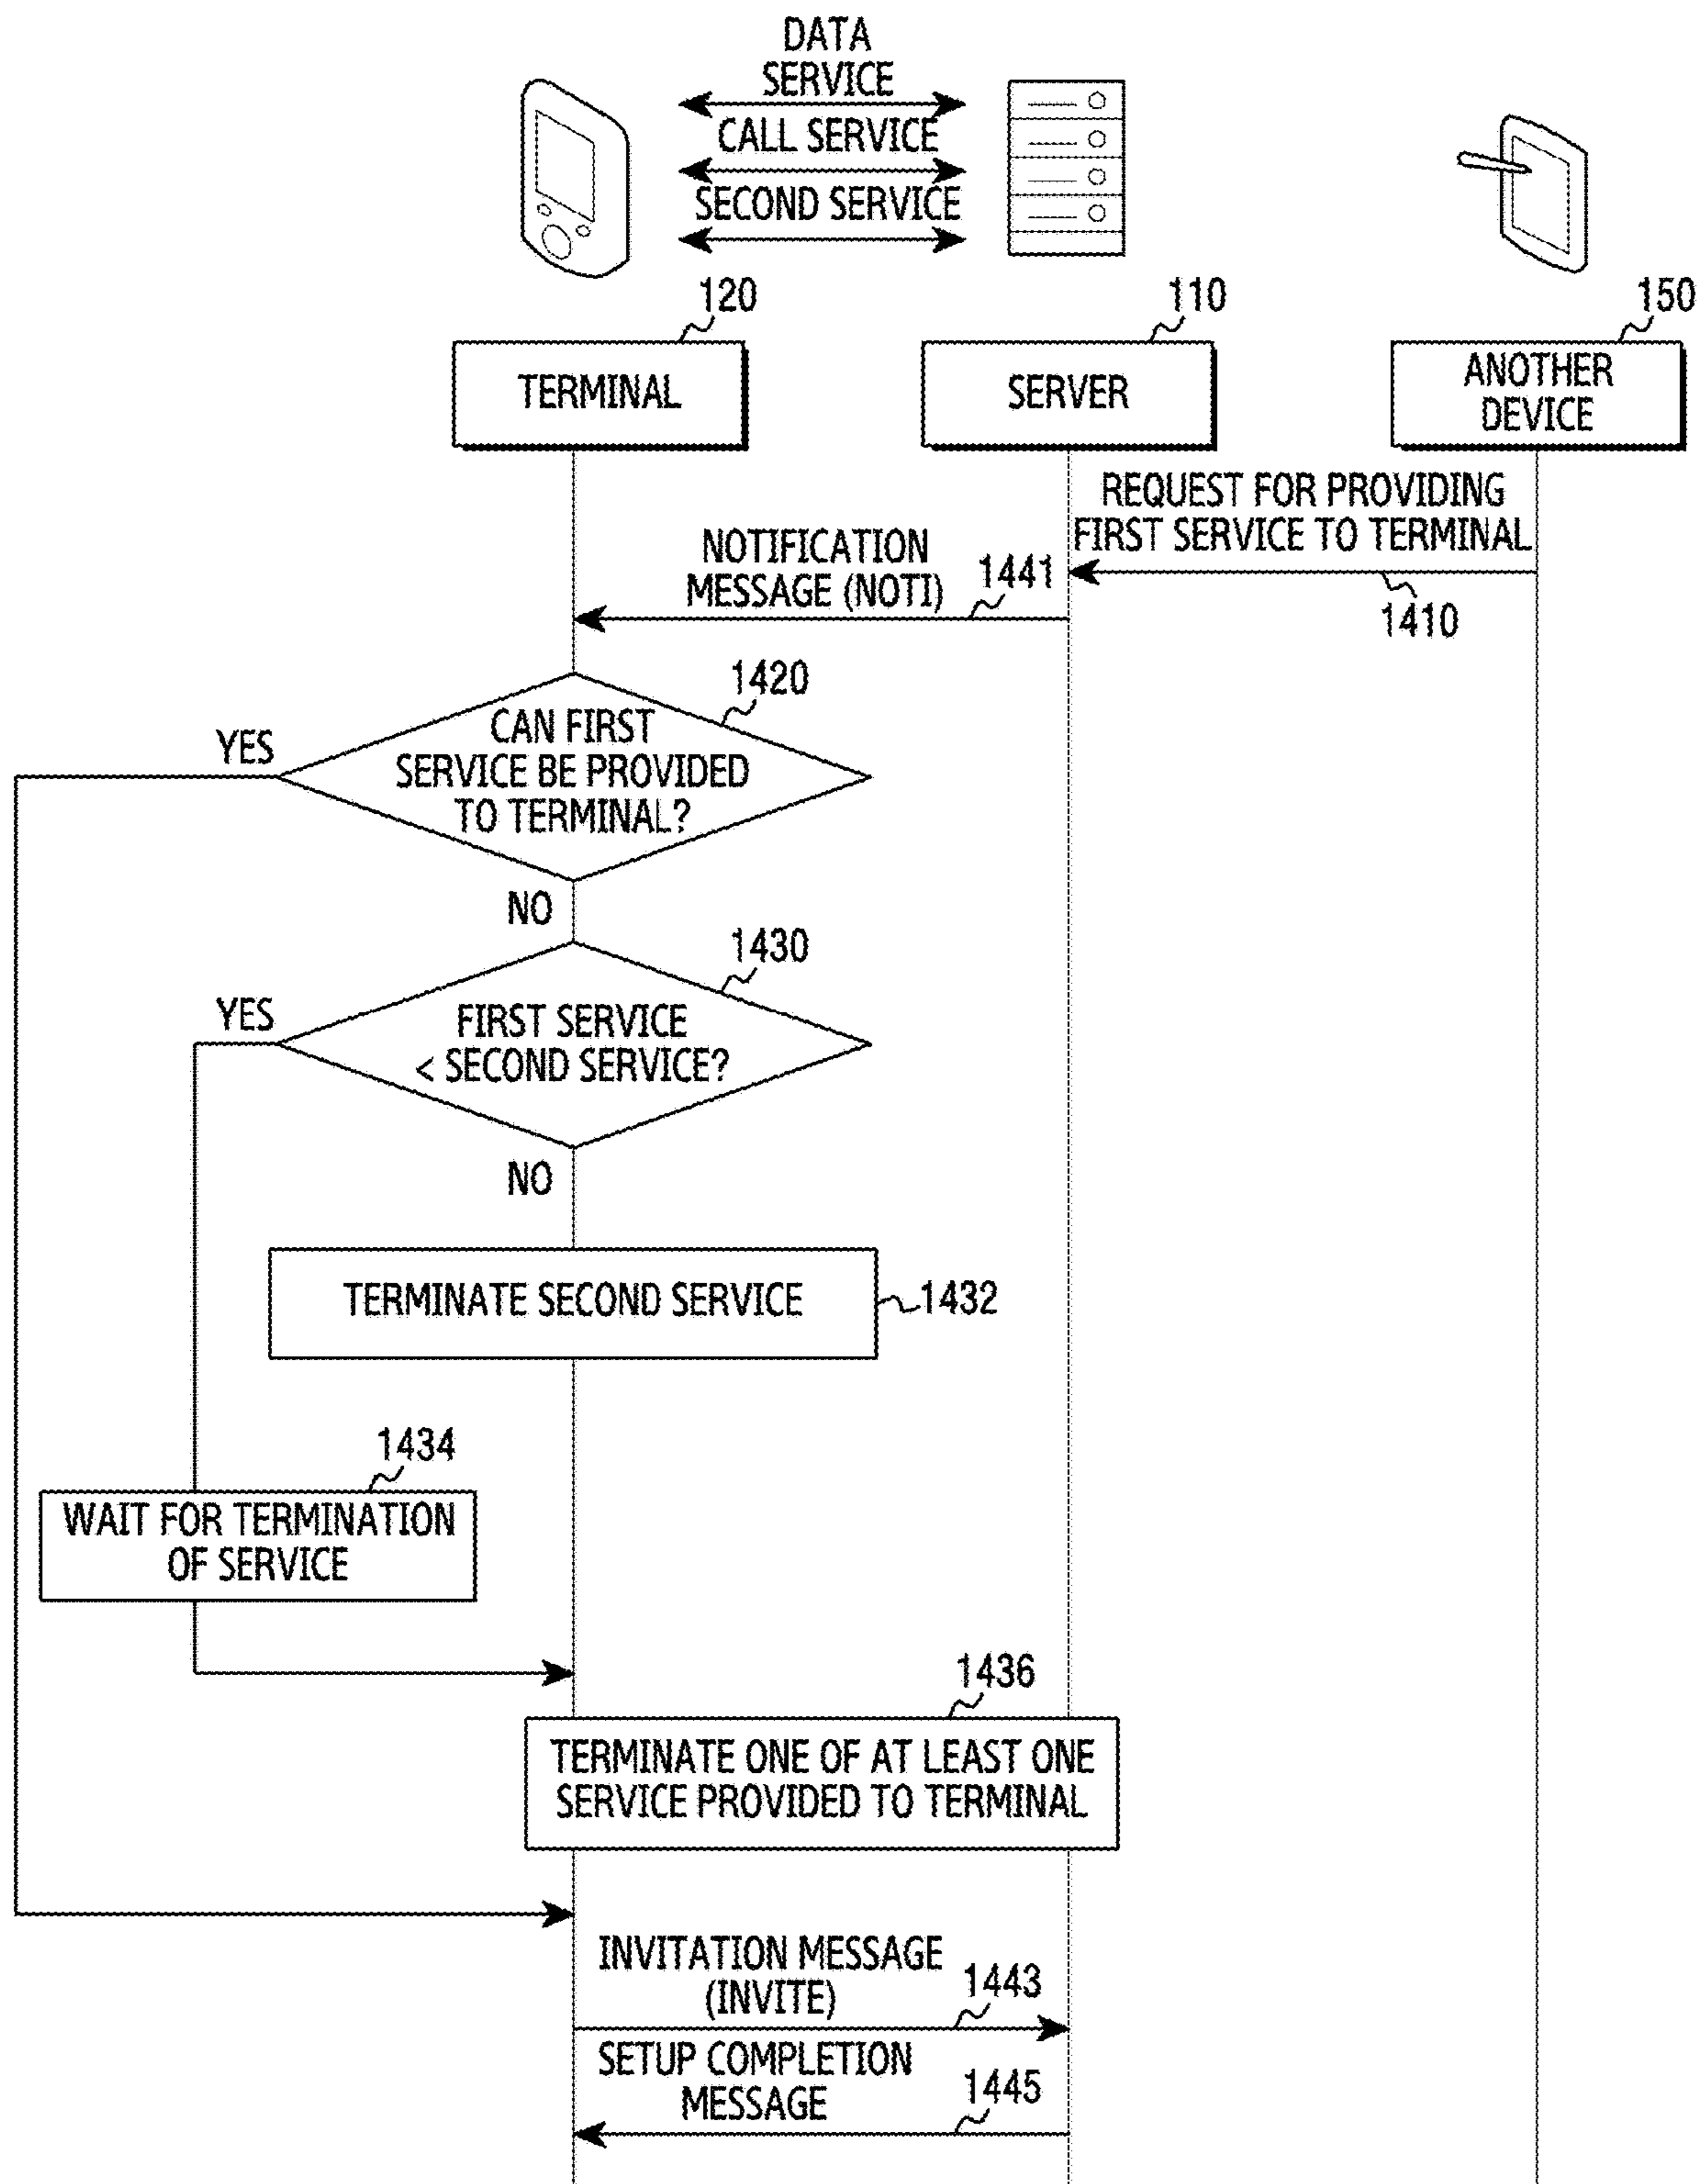 DATA
SERVICE
CALL SERVICE
SECOND SERVICE
120
110
150
TERMINAL
SERVER
ANOTHER
DEVICE
REQUEST FOR PROVIDING
FIRST SERVICE TO TERMINAL
1410
NOTIFICATION
MESSAGE (NOTI)
1441
1420
CAN FIRST
SERVICE BE PROVIDED
TO TERMINAL?
YES
NO
1430
FIRST SERVICE
< SECOND SERVICE?
YES
NO
TERMINATE SECOND SERVICE
1432
1434
WAIT FOR TERMINATION
OF SERVICE
1436
TERMINATE ONE OF AT LEAST ONE
SERVICE PROVIDED TO TERMINAL
INVITATION MESSAGE
(INVITE)
1443
SETUP COMPLETION
MESSAGE
1445